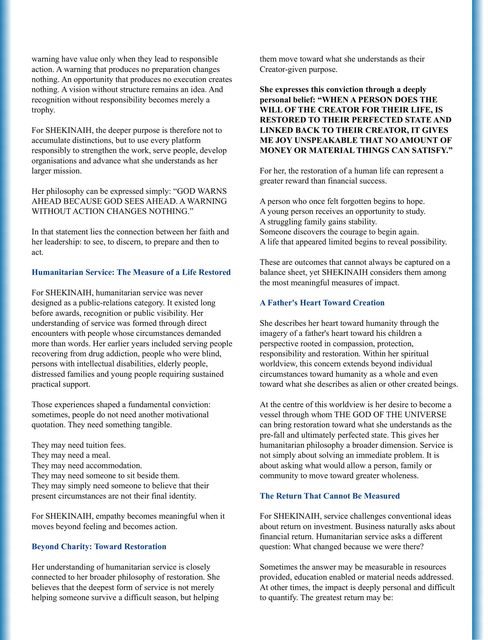 warning have value only when they lead to responsible
action. A warning that produces no preparation changes
nothing. An opportunity that produces no execution creates
nothing. A vision without structure remains an idea. And
recognition without responsibility becomes merely a
trophy.
For SHEKINAIH, the deeper purpose is therefore not to
accumulate distinctions, but to use every platform
responsibly to strengthen the work, serve people, develop
organisations and advance what she understands as her
larger mission.
Her philosophy can be expressed simply: “GOD WARNS
AHEAD BECAUSE GOD SEES AHEAD. A WARNING
WITHOUT ACTION CHANGES NOTHING.”
In that statement lies the connection between her faith and
her leadership: to see, to discern, to prepare and then to
act.
Humanitarian Service: The Measure of a Life Restored
For SHEKINAIH, humanitarian service was never
designed as a public-relations category. It existed long
before awards, recognition or public visibility. Her
understanding of service was formed through direct
encounters with people whose circumstances demanded
more than words. Her earlier years included serving people
recovering from drug addiction, people who were blind,
persons with intellectual disabilities, elderly people,
distressed families and young people requiring sustained
practical support.
Those experiences shaped a fundamental conviction:
sometimes, people do not need another motivational
quotation. They need something tangible.
They may need tuition fees.
They may need a meal.
They may need accommodation.
They may need someone to sit beside them.
They may simply need someone to believe that their
present circumstances are not their final identity.
For SHEKINAIH, empathy becomes meaningful when it
moves beyond feeling and becomes action.
Beyond Charity: Toward Restoration
Her understanding of humanitarian service is closely
connected to her broader philosophy of restoration. She
believes that the deepest form of service is not merely
helping someone survive a difficult season, but helping
them move toward what she understands as their
Creator-given purpose.
She expresses this conviction through a deeply
personal belief: “WHEN A PERSON DOES THE
WILL OF THE CREATOR FOR THEIR LIFE, IS
RESTORED TO THEIR PERFECTED STATE AND
LINKED BACK TO THEIR CREATOR, IT GIVES
ME JOY UNSPEAKABLE THAT NO AMOUNT OF
MONEY OR MATERIAL THINGS CAN SATISFY.”
For her, the restoration of a human life can represent a
greater reward than financial success.
A person who once felt forgotten begins to hope.
A young person receives an opportunity to study.
A struggling family gains stability.
Someone discovers the courage to begin again.
A life that appeared limited begins to reveal possibility.
These are outcomes that cannot always be captured on a
balance sheet, yet SHEKINAIH considers them among
the most meaningful measures of impact.
A Father's Heart Toward Creation
She describes her heart toward humanity through the
imagery of a father's heart toward his children a
perspective rooted in compassion, protection,
responsibility and restoration. Within her spiritual
worldview, this concern extends beyond individual
circumstances toward humanity as a whole and even
toward what she describes as alien or other created beings.
At the centre of this worldview is her desire to become a
vessel through whom THE GOD OF THE UNIVERSE
can bring restoration toward what she understands as the
pre-fall and ultimately perfected state. This gives her
humanitarian philosophy a broader dimension. Service is
not simply about solving an immediate problem. It is
about asking what would allow a person, family or
community to move toward greater wholeness.
The Return That Cannot Be Measured
For SHEKINAIH, service challenges conventional ideas
about return on investment. Business naturally asks about
financial return. Humanitarian service asks a different
question: What changed because we were there?
Sometimes the answer may be measurable in resources
provided, education enabled or material needs addressed.
At other times, the impact is deeply personal and difficult
to quantify. The greatest return may be: